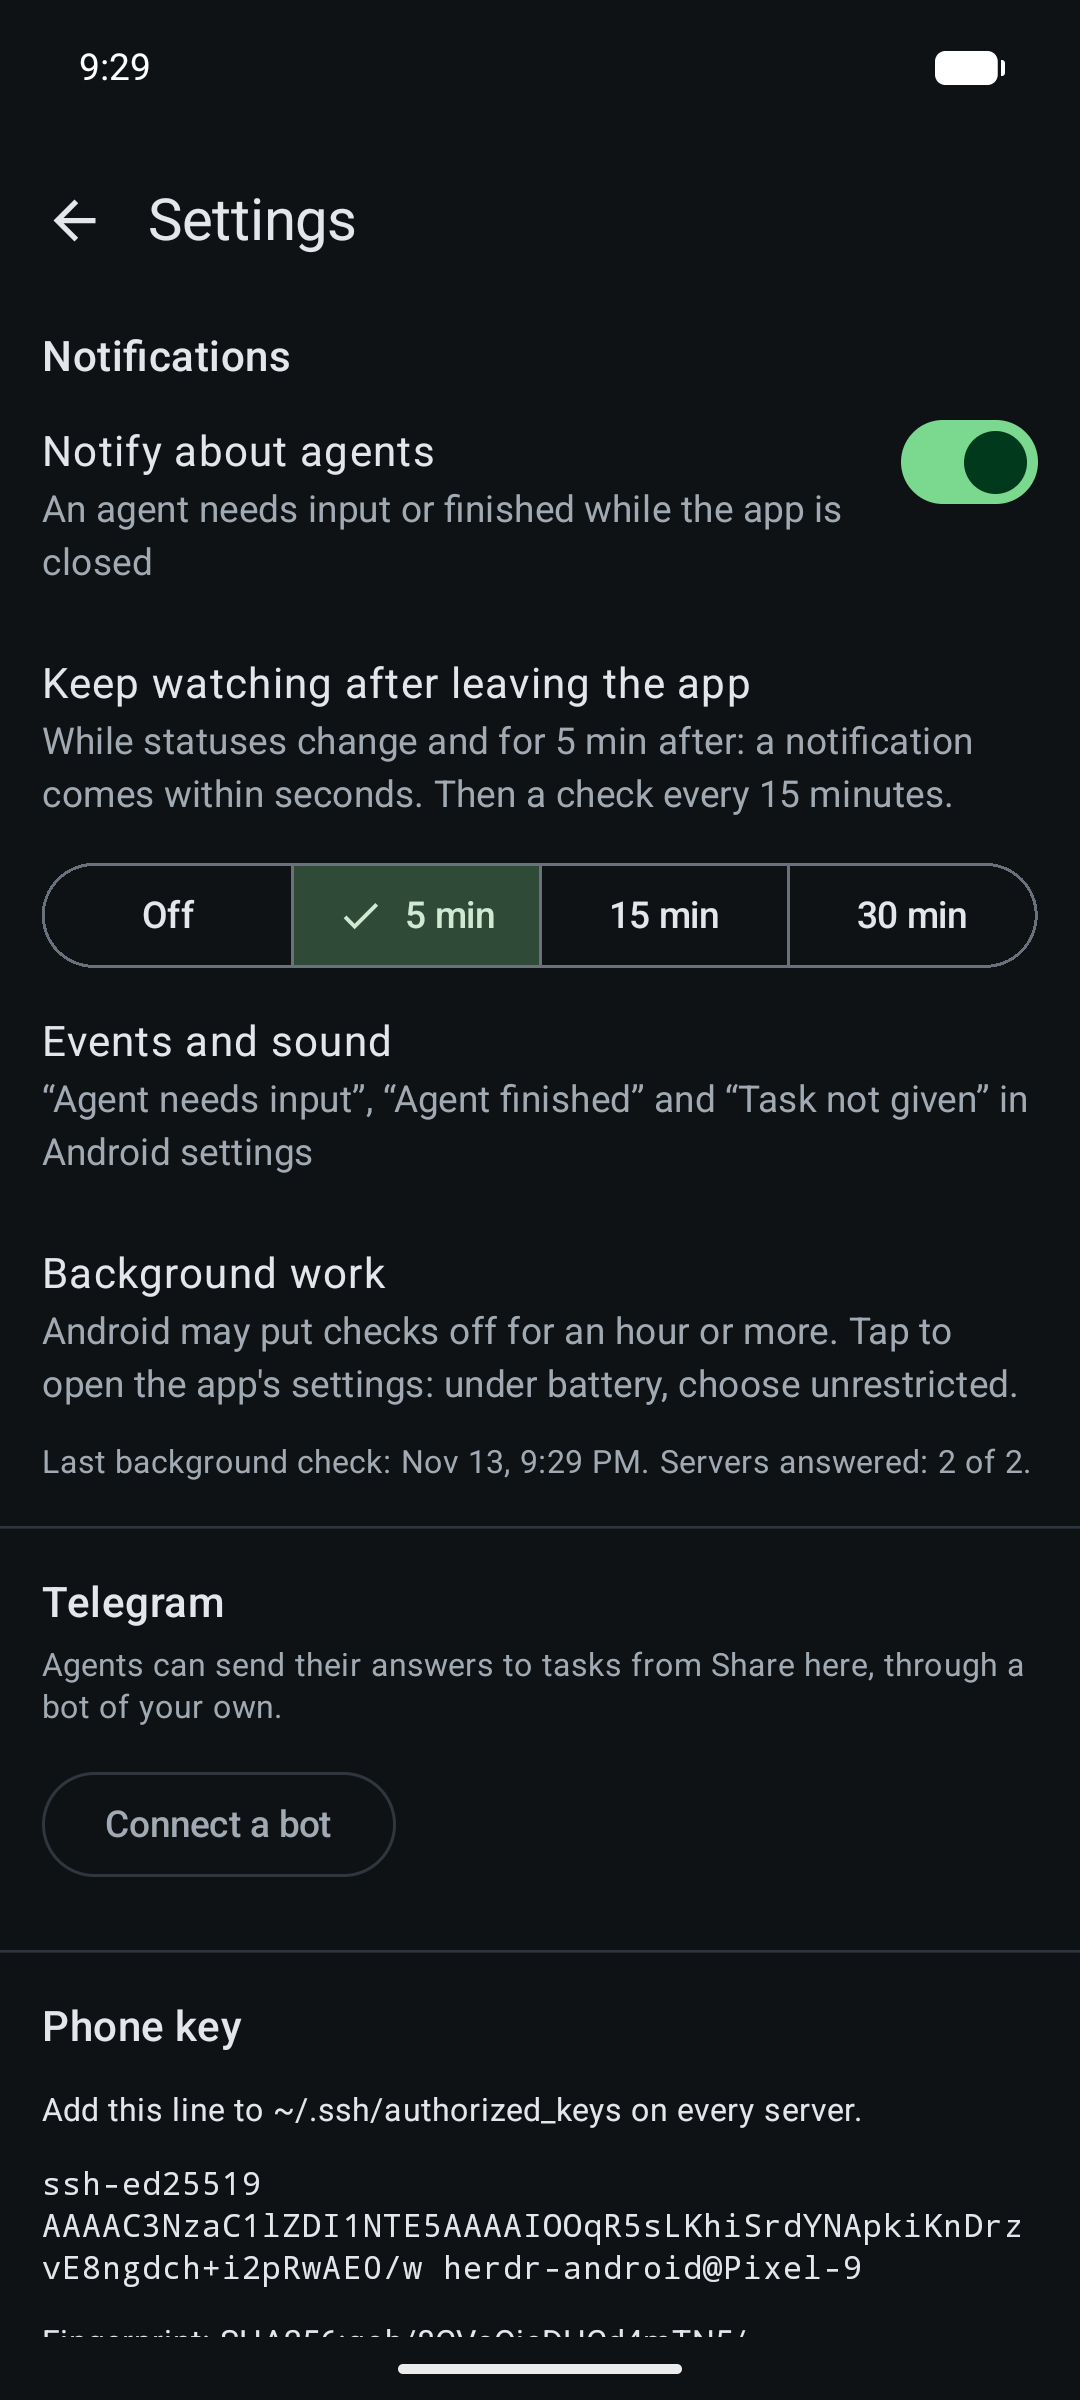 9:29
Settings
Notifications
Notify about agents
An agent needs input or finished while the app is
closed
Keep watching after leaving the app
While statuses change and for 5 min after: a notification
comes within seconds. Then a check every 15 minutes.
Off
5 min
15 min
30 min
Events and sound
“Agent needs input”, “Agent finished” and “Task not given” in
Android settings
Background work
Android may put checks off for an hour or more. Tap to
open the app's settings: under battery, choose unrestricted.
Last background check: Nov 13, 9:29 PM. Servers answered: 2 of 2.
Telegram
Agents can send their answers to tasks from Share here, through a
bot of your own.
Connect a bot
Phone key
Add this line to ~/.ssh/authorized_keys on every server.
ssh-ed25519
AAAAC3NzaC1lZDI1NTE5AAAAIOOqR5sLKhiSrdYNApkiKnDrz
vE8ngdch+i2pRwAEO/w herdr-android@Pixel-9
Fingerprint: